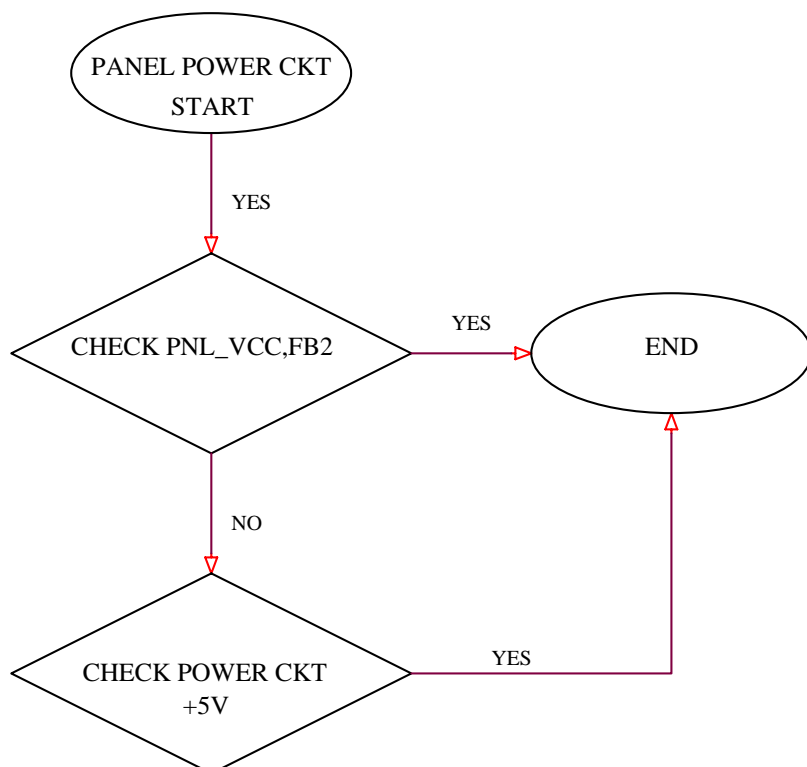 PANEL POWER CKT
START
YES
CHECK PNL_VCC,FB2
YES
END
NO
CHECK POWER CKT
+5V
YES